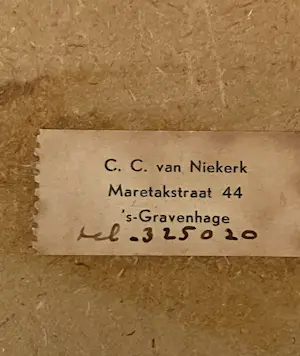 C. C. van Niekerk
Maretakstraat 44
's-Gravenhage
tel. 325020